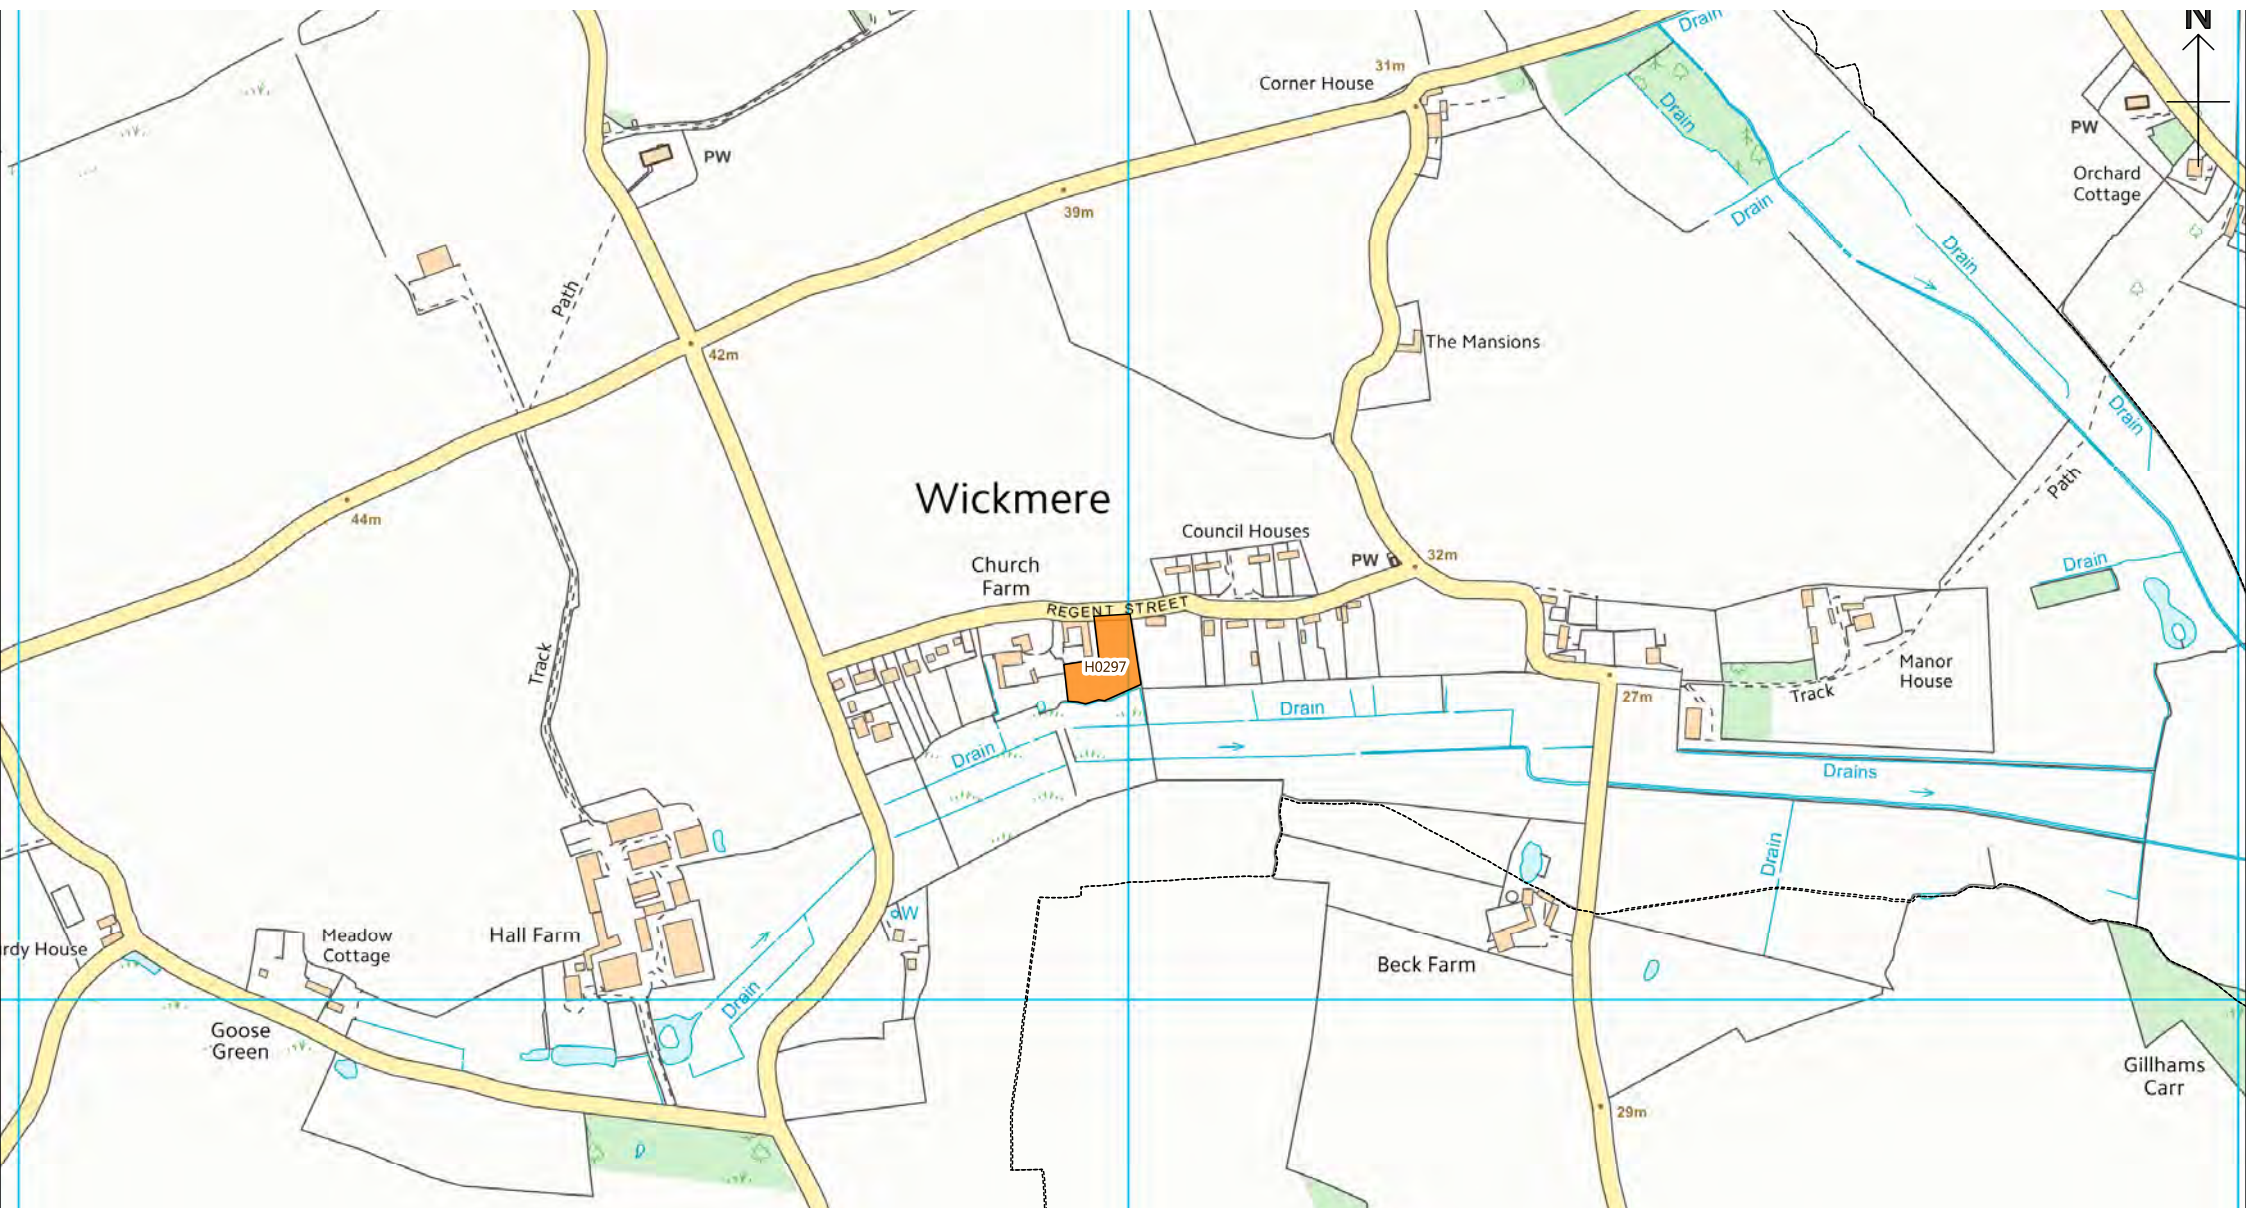 Drain
N
31m
Corner House
Drain
PW
PW
Orchard
Cottage
39m
Drain
Drain
Path
42m
The Mansions
Drain
Wickmere
Path
44m
Council Houses
PW
32m
Church
Farm
Drain
REGENT STREET
H0297
Track
Manor
House
Track
27m
Drain
Drain
Drains
Drain
W
Hall Farm
Meadow
Cottage
rdy House
Beck Farm
Drain
Goose
Green
Gillhams
Carr
29m